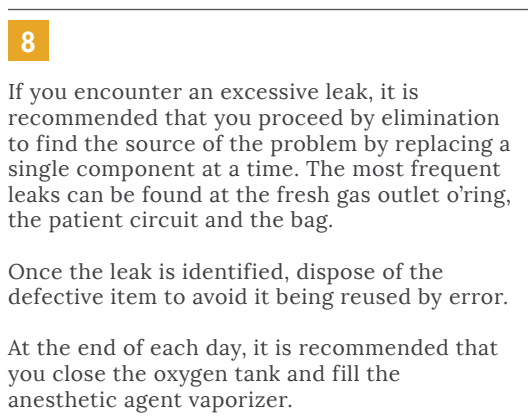 8
If you encounter an excessive leak, it is
recommended that you proceed by elimination
to find the source of the problem by replacing a
single component at a time. The most frequent
leaks can be found at the fresh gas outlet o’ring,
the patient circuit and the bag.
Once the leak is identified, dispose of the
defective item to avoid it being reused by error.
At the end of each day, it is recommended that
you close the oxygen tank and fill the
anesthetic agent vaporizer.